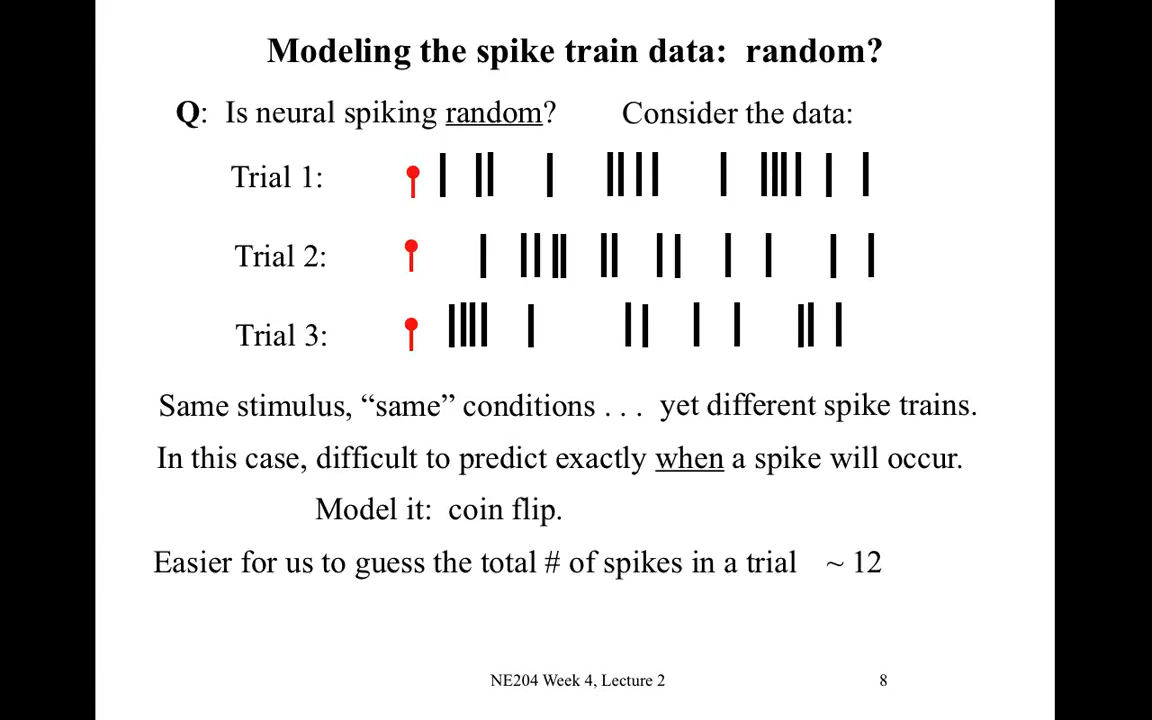 Modeling the spike train data: random?
Q: Is neural spiking random? Consider the data:
Trial 1:
Trial 2:
Trial 3:
Same stimulus, “same” conditions . . . yet different spike trains.
In this case, difficult to predict exactly when a spike will occur.
Model it: coin flip.
Easier for us to guess the total # of spikes in a trial ~ 12
NE204 Week 4, Lecture 2 8